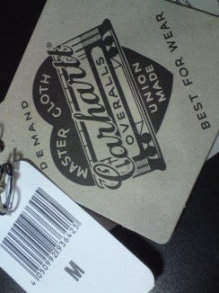 DEMAND
MASTER CLOTH
Carhartt
OVERALLS
UNION
MADE
BEST FOR WEAR
M